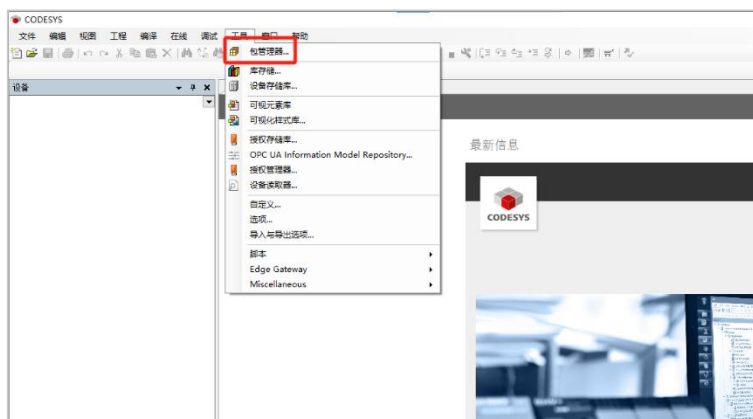 CODESYS
文件 编辑 视图 工程 编译 在线 调试 工具 窗口 帮助
包管理器...
库存储...
设备存储库...
可视元素库
可视化样式库...
授权存储库...
OPC UA Information Model Repository...
授权管理器...
设备读取器...
自定义...
选项...
导入与导出选项...
脚本
Edge Gateway
Miscellaneous
设备
最新信息
CODESYS